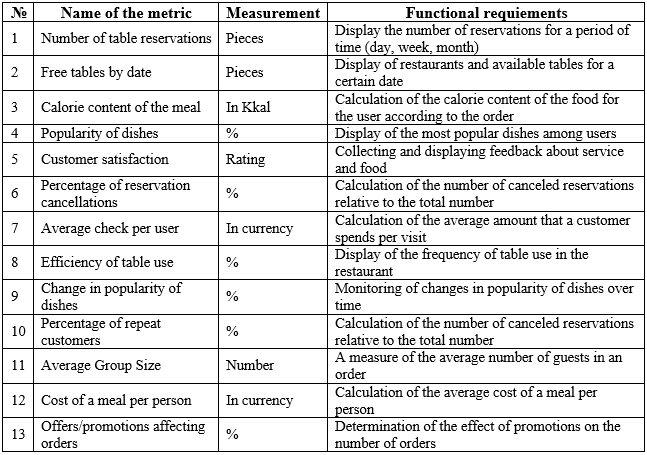 № Name of the metric Measurement Functional requiements
1 Number of table reservations Pieces Display the number of reservations for a period of
time (day, week, month)
2 Free tables by date Pieces Display of restaurants and available tables for a
certain date
3 Calorie content of the meal In Kkal Calculation of the calorie content of the food for
the user according to the order
4 Popularity of dishes % Display of the most popular dishes among users
5 Customer satisfaction Rating Collecting and displaying feedback about service
and food
6 Percentage of reservation
cancellations % Calculation of the number of canceled reservations
relative to the total number
7 Average check per user In currency Calculation of the average amount that a customer
spends per visit
8 Efficiency of table use % Display of the frequency of table use in the
restaurant
9 Change in popularity of
dishes % Monitoring of changes in popularity of dishes over
time
10 Percentage of repeat
customers % Calculation of the number of canceled reservations
relative to the total number
11 Average Group Size Number A measure of the average number of guests in an
order
12 Cost of a meal per person In currency Calculation of the average cost of a meal per
person
13 Offers/promotions affecting
orders % Determination of the effect of promotions on the
number of orders